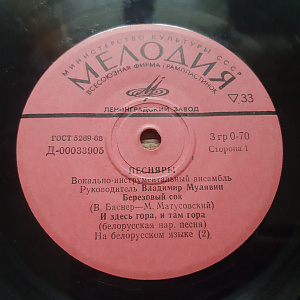 МИНИСТЕРСТВО КУЛЬТУРЫ СССР
МЕЛОДИЯ
ВСЕСОЮЗНАЯ ФИРМА ГРАМПЛАСТИНОК
ЛЕНИНГРАДСКИЙ ЗАВОД
▽33
ГОСТ 5289-68
3 гр 0-70
Д-00033905
Сторона 1
ПЕСНЯРЫ
Вокально-инструментальный ансамбль
Руководитель Владимир Мулявин
Березовый сок
(В. Баснер—М. Матусовский)
И здесь гора, и там гора
(белорусская нар. песня)
На белорусском языке (2)